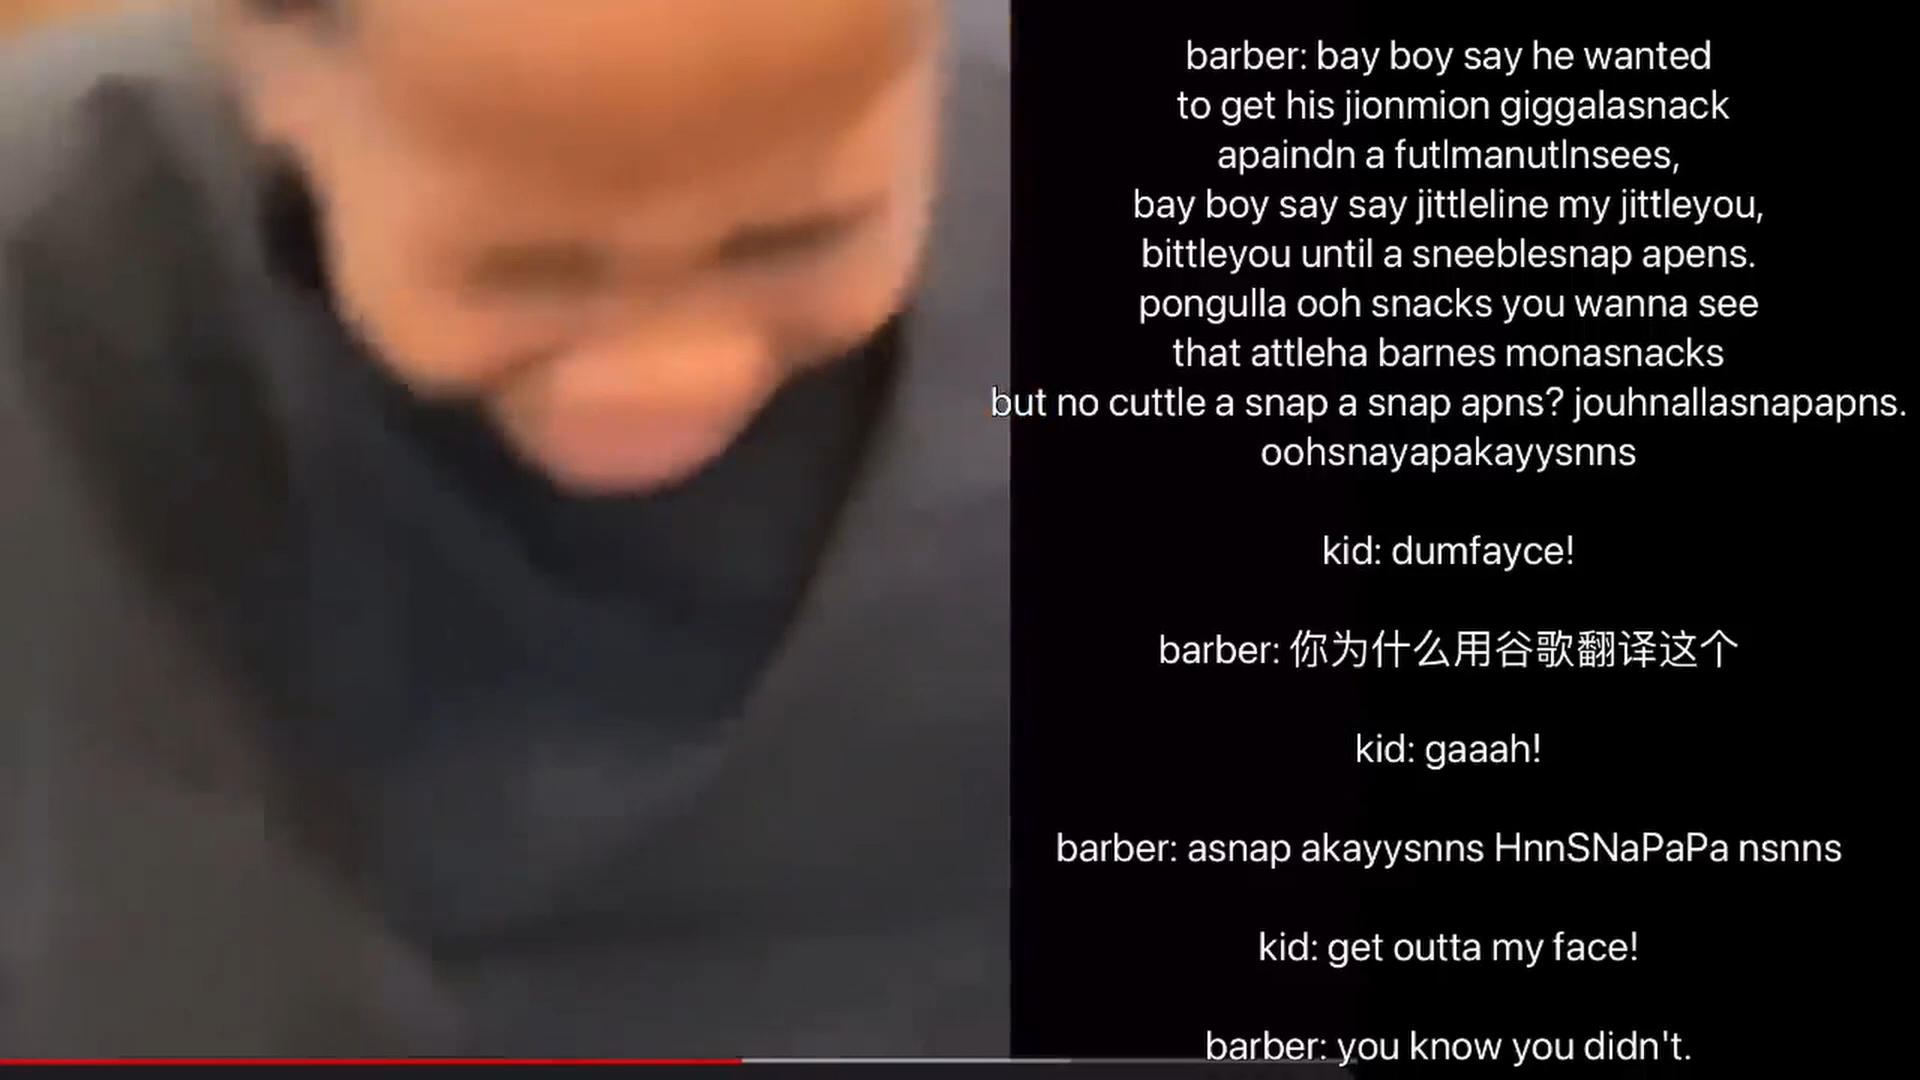 barber: bay boy say he wanted
to get his jionmion giggalasnack
apaindn a futlmanutlnsees,
bay boy say say jittleline my jittleyou,
bittleyou until a sneeblesnap apens.
pongulla ooh snacks you wanna see
that attleha barnes monasnacks
but no cuttle a snap a snap apns? jouhnallasnapapns.
oohsnayapakayysnns
kid: dumfayce!
barber: 你为什么用谷歌翻译这个
kid: gaaah!
barber: asnap akayysnns HnnSNaPaPa nsnns
kid: get outta my face!
barber: you know you didn't.